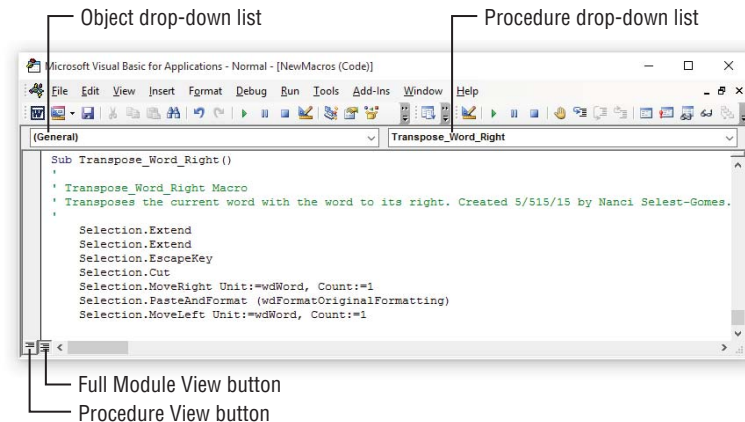 Object drop-down list
Procedure drop-down list
Microsoft Visual Basic for Applications - Normal - [NewMacros (Code)]
File Edit View Insert Format Debug Run Tools Add-Ins Window Help
(General)
Transpose_Word_Right
Sub Transpose_Word_Right()
'
' Transpose_Word_Right Macro
' Transposes the current word with the word to its right. Created 5/515/15 by Nanci Selest-Gomes.
'
Selection.Extend
Selection.Extend
Selection.EscapeKey
Selection.Cut
Selection.MoveRight Unit:=wdWord, Count:=1
Selection.PasteAndFormat (wdFormatOriginalFormatting)
Selection.MoveLeft Unit:=wdWord, Count:=1
Full Module View button
Procedure View button